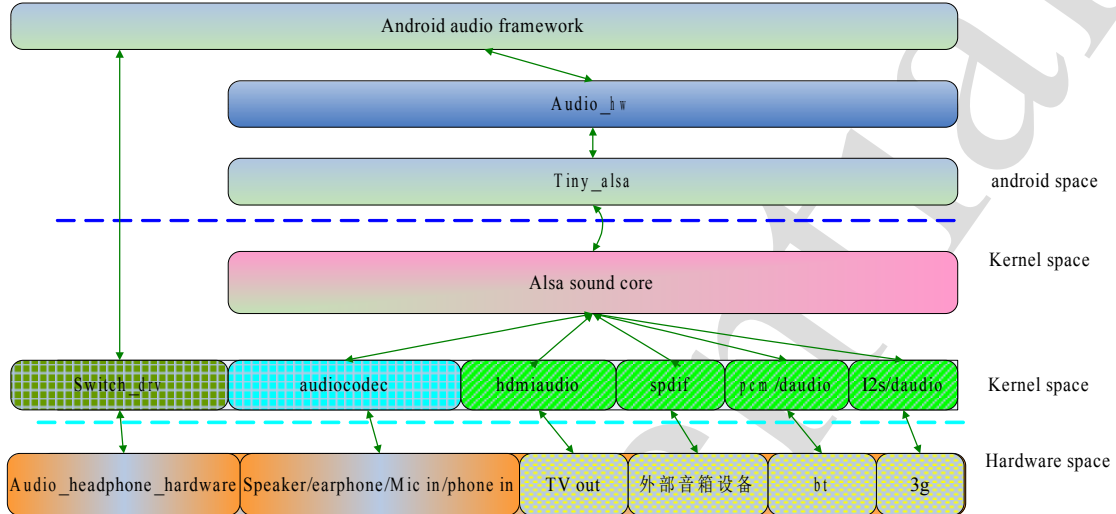 Android audio framework
Audio_hw
Tiny_alsa
android space
Kernel space
Alsa sound core
Switch_drv
audiocodec
hdmiaudio
spdif
pcm /daudio
I2s/daudio
Kernel space
Hardware space
Audio_headphone_hardware
Speaker/earphone/Mic in/phone in
TV out
外部音箱设备
bt
3g